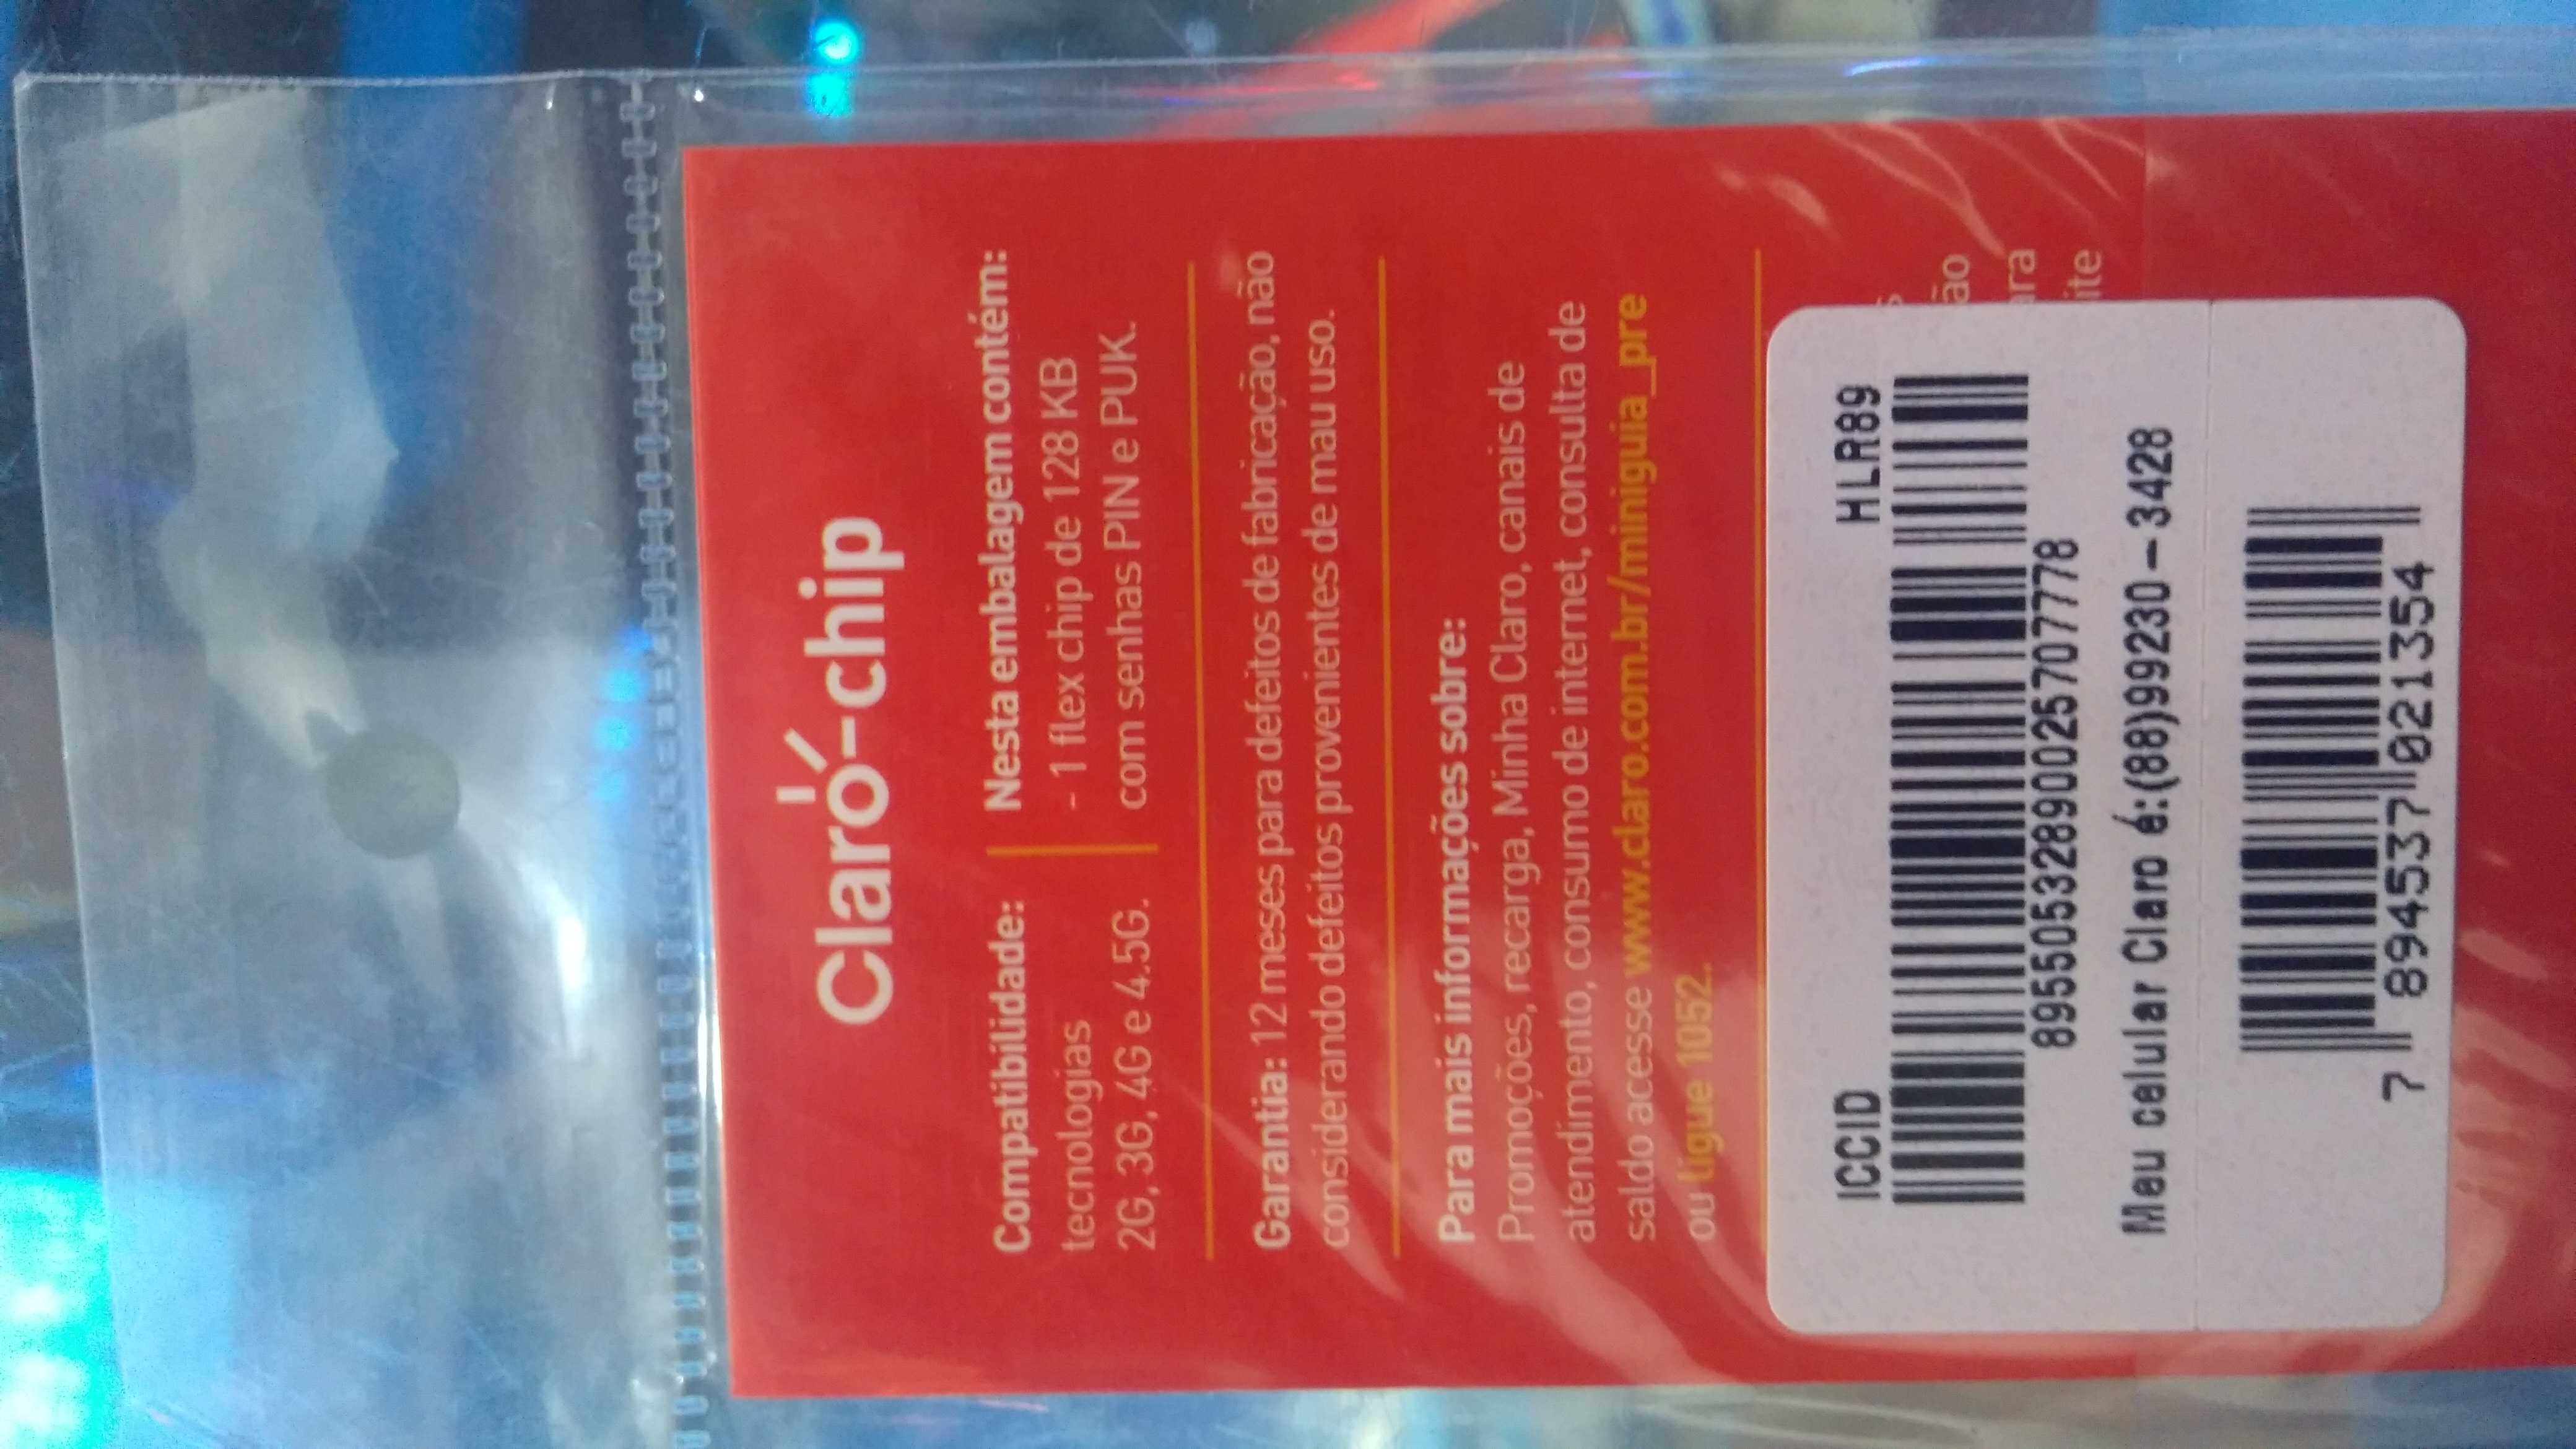 Claro-chip
Compatibilidade:
tecnologias
2G, 3G, 4G e 4.5G.
Nesta embalagem contém:
- 1 flex chip de 128 KB
com senhas PIN e PUK.
Garantia: 12 meses para defeitos de fabricação, não
considerando defeitos provenientes de mau uso.
Para mais informações sobre:
Promoções, recarga, Minha Claro, canais de
atendimento, consumo de internet, consulta de
saldo acesse www.claro.com.br/miniguia_pre
ou ligue 1052.
ICCID HLR89
89550532890025707778
Meu celular Claro é:(88)99230-3428
7 894537 021354